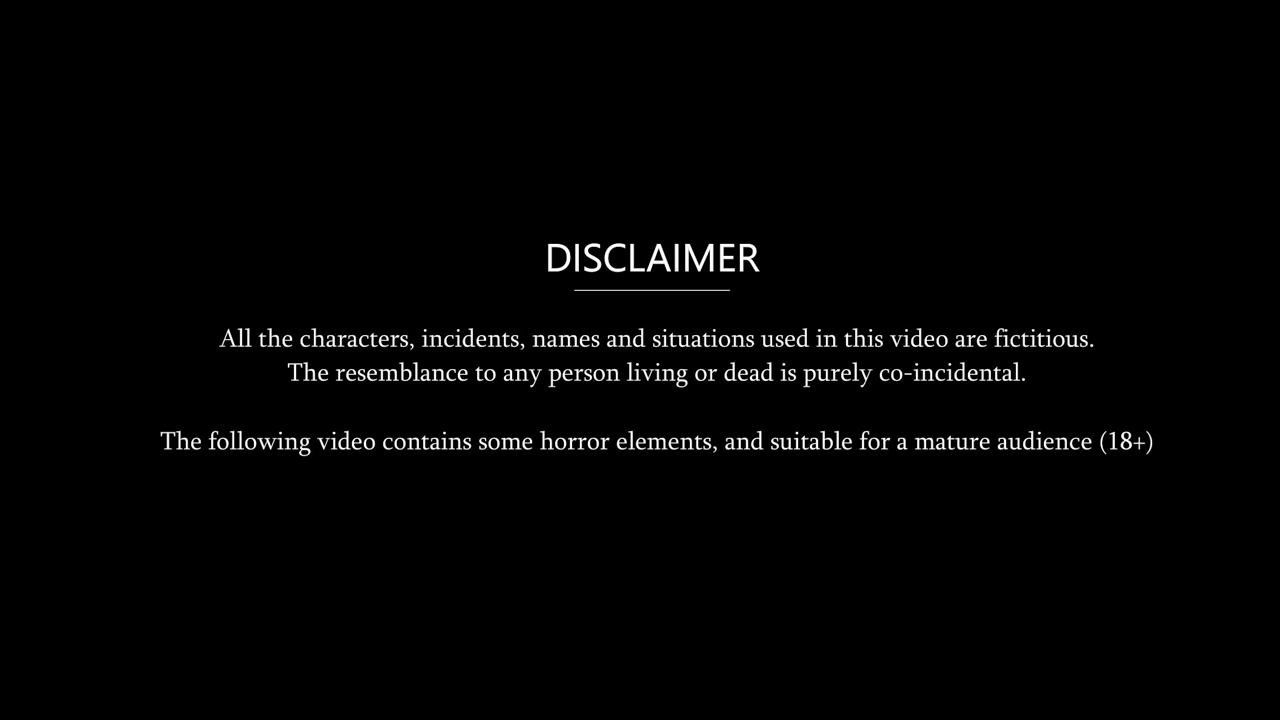 DISCLAIMER
All the characters, incidents, names and situations used in this video are fictitious.
The resemblance to any person living or dead is purely co-incidental.
The following video contains some horror elements, and suitable for a mature audience (18+)